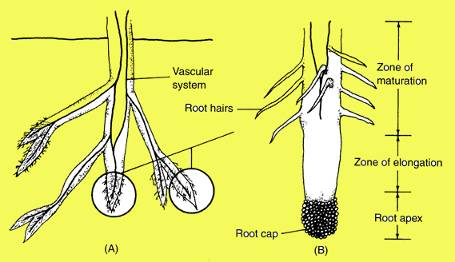 Vascular
system
Root hairs
(A)
Zone of
maturation
Zone of elongation
Root apex
Root cap
(B)